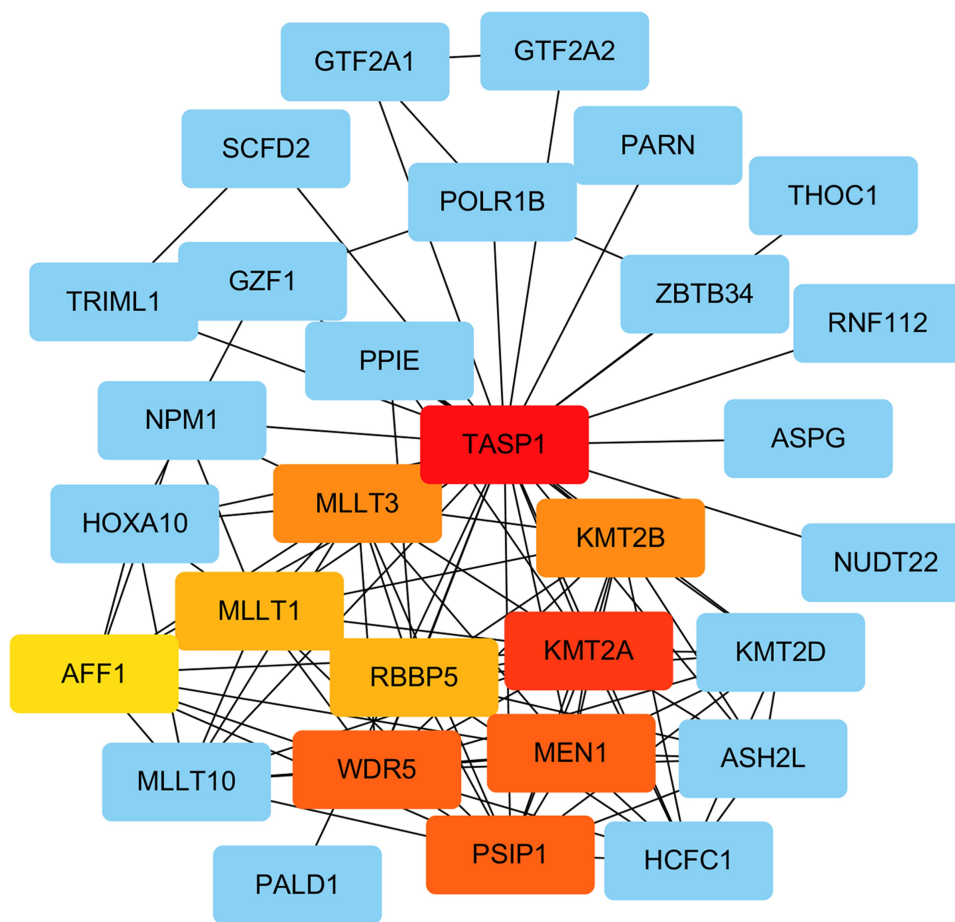 GTF2A1
GTF2A2
SCFD2
PARN
POLR1B
THOC1
GZF1
TRIML1
ZBTB34
RNF112
PPIE
NPM1
TASP1
ASPG
MLLT3
HOXA10
KMT2B
NUDT22
MLLT1
KMT2A
KMT2D
AFF1
RBBP5
WDR5
MEN1
ASH2L
MLLT10
PSIP1
HCFC1
PALD1